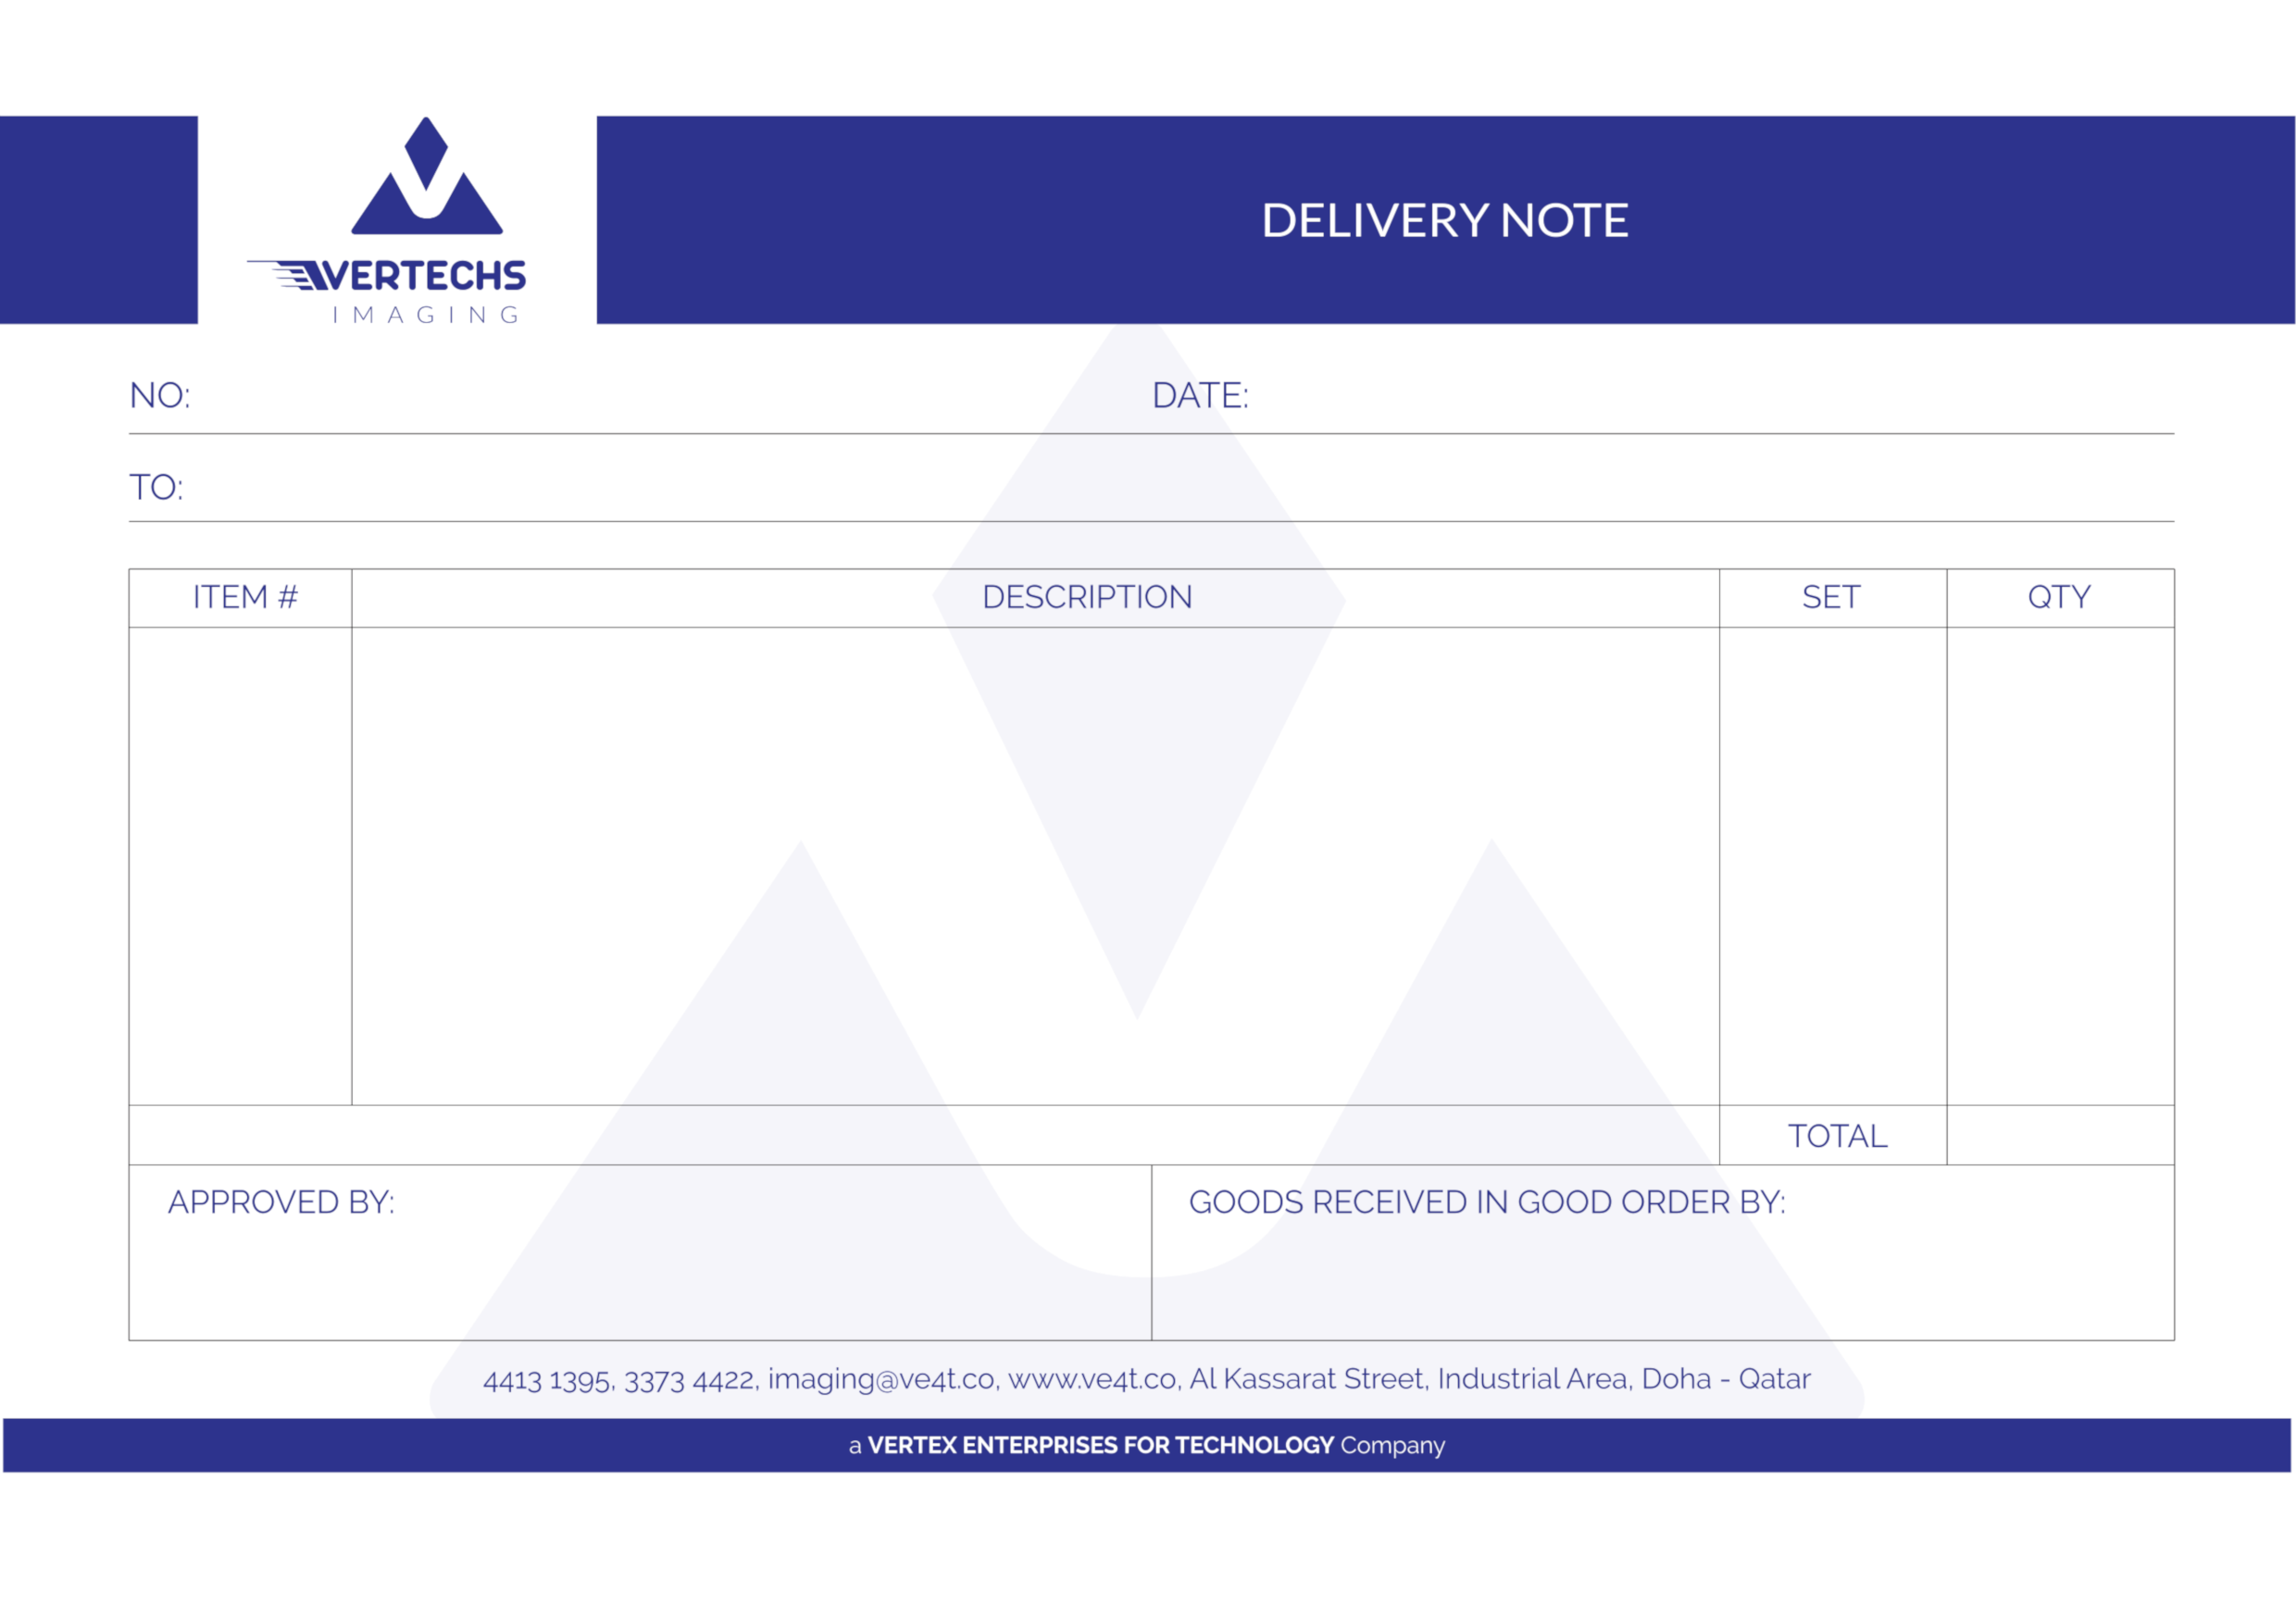 VERTECHS
IMAGING
DELIVERY NOTE
NO: DATE:
TO:
ITEM # DESCRIPTION SET QTY
TOTAL
APPROVED BY: GOODS RECEIVED IN GOOD ORDER BY:
4413 1395, 3373 4422, imaging@ve4t.co, www.ve4t.co, Al Kassarat Street, Industrial Area, Doha - Qatar
a VERTEX ENTERPRISES FOR TECHNOLOGY Company